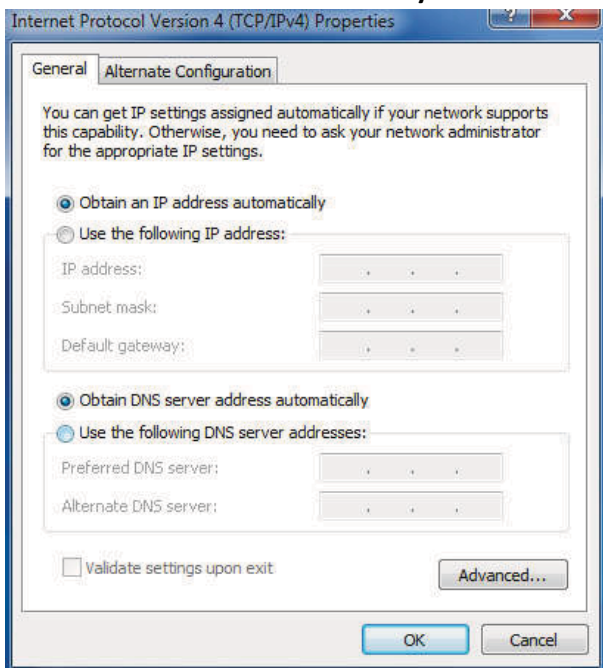 Internet Protocol Version 4 (TCP/IPv4) Properties
General
Alternate Configuration
You can get IP settings assigned automatically if your network supports
this capability. Otherwise, you need to ask your network administrator
for the appropriate IP settings.
Obtain an IP address automatically
Use the following IP address:
IP address:
Subnet mask:
Default gateway:
Obtain DNS server address automatically
Use the following DNS server addresses:
Preferred DNS server:
Alternate DNS server:
Validate settings upon exit
Advanced...
OK
Cancel